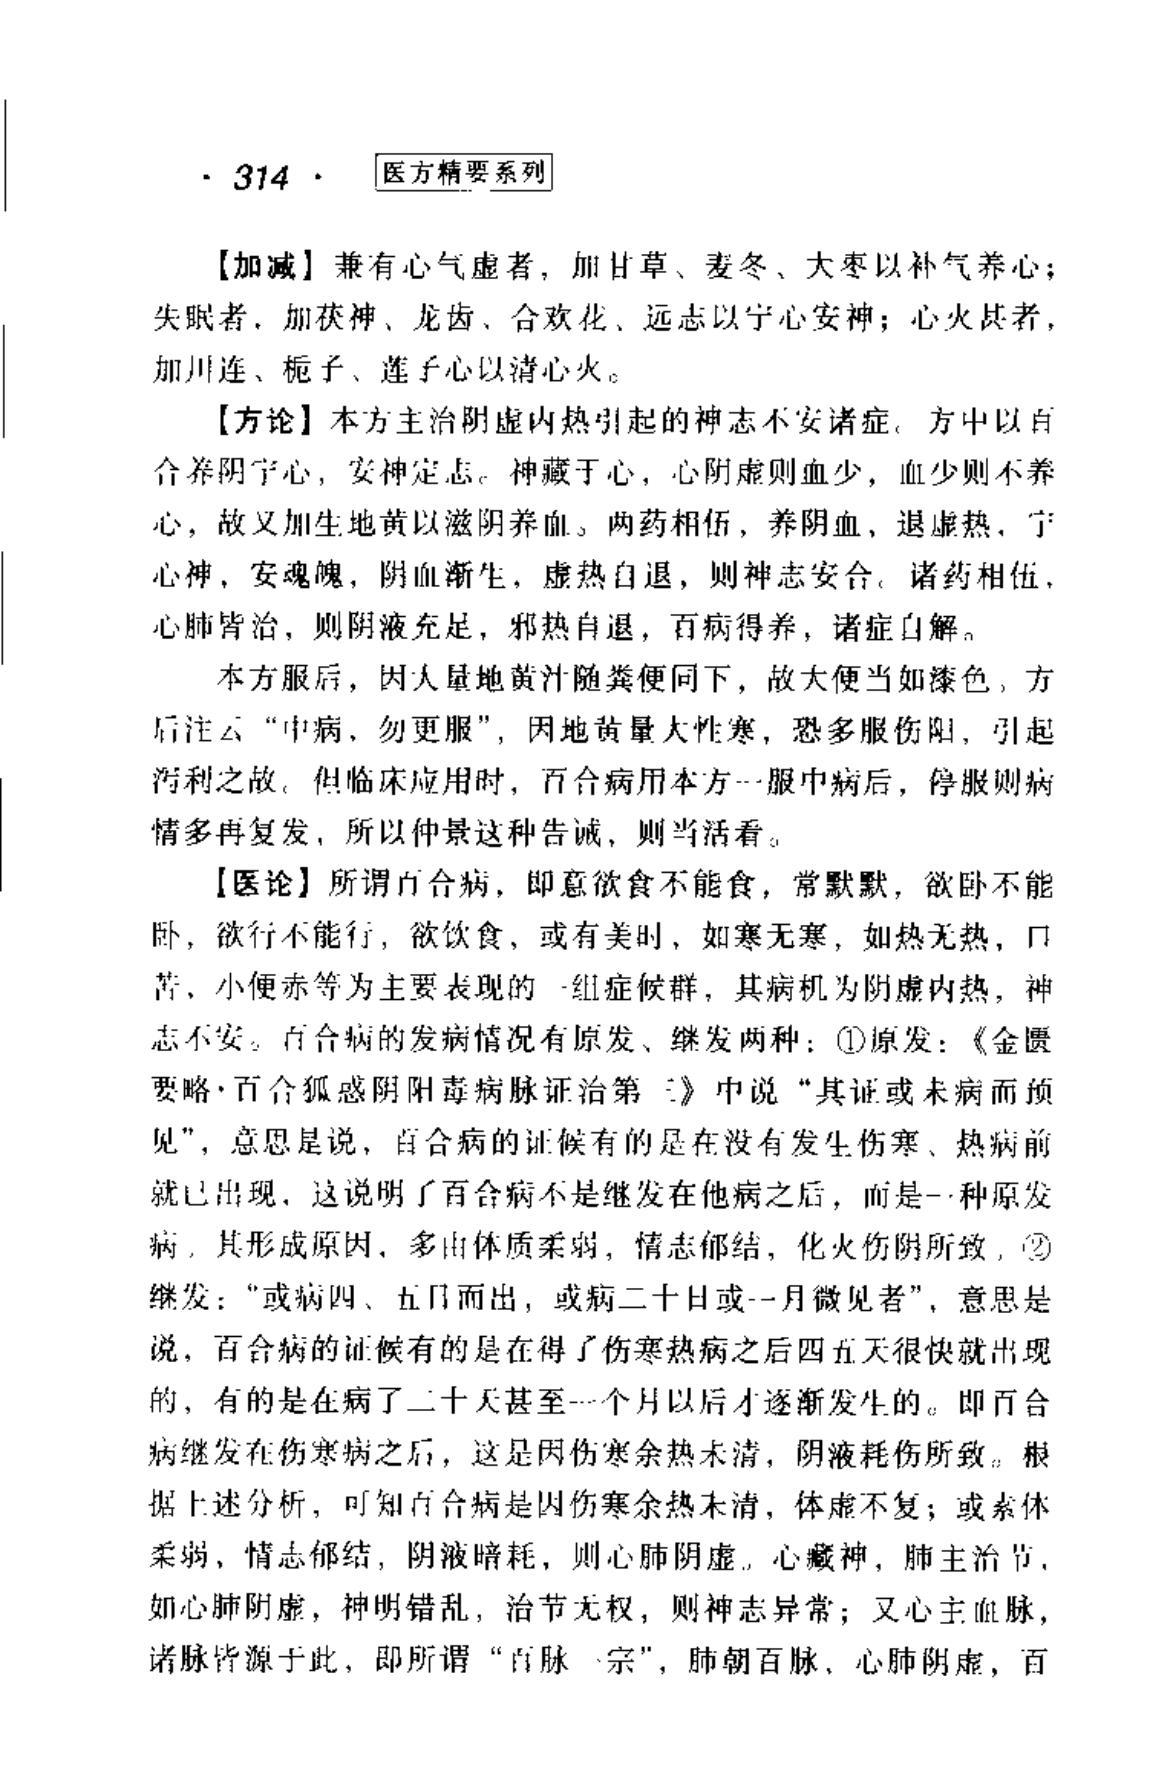 · 314 · 医方精要系列
【加减】兼有心气虚者，加甘草、麦冬、大枣以补气养心；
失眠者，加茯神、龙齿、合欢花、远志以宁心安神；心火甚者，
加川连、栀子、莲子心以清心火。
【方论】本方主治阴虚内热引起的神志不安诸症。方中以百
合养阴宁心，安神定志。神藏于心，心阴虚则血少，血少则不养
心，故又加生地黄以滋阴养血。两药相伍，养阴血，退虚热，宁
心神，安魂魄，阴血渐生，虚热自退，则神志安合。诸药相伍，
心肺皆治，则阴液充足，邪热自退，百病得养，诸症自解。
本方服后，因大量地黄汁随粪便同下，故大便当如漆色。方
后注云“中病，勿更服”，因地黄量大性寒，恐多服伤阳，引起
泻利之故。但临床应用时，百合病用本方一服中病后，停服则病
情多再复发，所以仲景这种告诫，则当活看。
【医论】所谓百合病，即意欲食不能食，常默默，欲卧不能
卧，欲行不能行，欲饮食，或有美时，如寒无寒，如热无热，口
苦，小便赤等为主要表现的一组症候群，其病机为阴虚内热，神
志不安。百合病的发病情况有原发、继发两种：①原发：《金匮
要略·百合狐惑阴阳毒病脉证治第三》中说“其证或未病而预
见”，意思是说，百合病的证候有的是在没有发生伤寒、热病前
就已出现，这说明了百合病不是继发在他病之后，而是一种原发
病。其形成原因，多由体质柔弱，情志郁结，化火伤阴所致。②
继发：“或病四、五日而出，或病二十日或一月微见者”，意思是
说，百合病的证候有的是在得了伤寒热病之后四五天很快就出现
的，有的是在病了二十天甚至一个月以后才逐渐发生的。即百合
病继发在伤寒病之后，这是因伤寒余热未清，阴液耗伤所致。根
据上述分析，可知百合病是因伤寒余热未清，体虚不复；或素体
柔弱，情志郁结，阴液暗耗，则心肺阴虚。心藏神，肺主治节，
如心肺阴虚，神明错乱，治节无权，则神志异常；又心主血脉，
诸脉皆源于此，即所谓“百脉一宗”，肺朝百脉，心肺阴虚，百